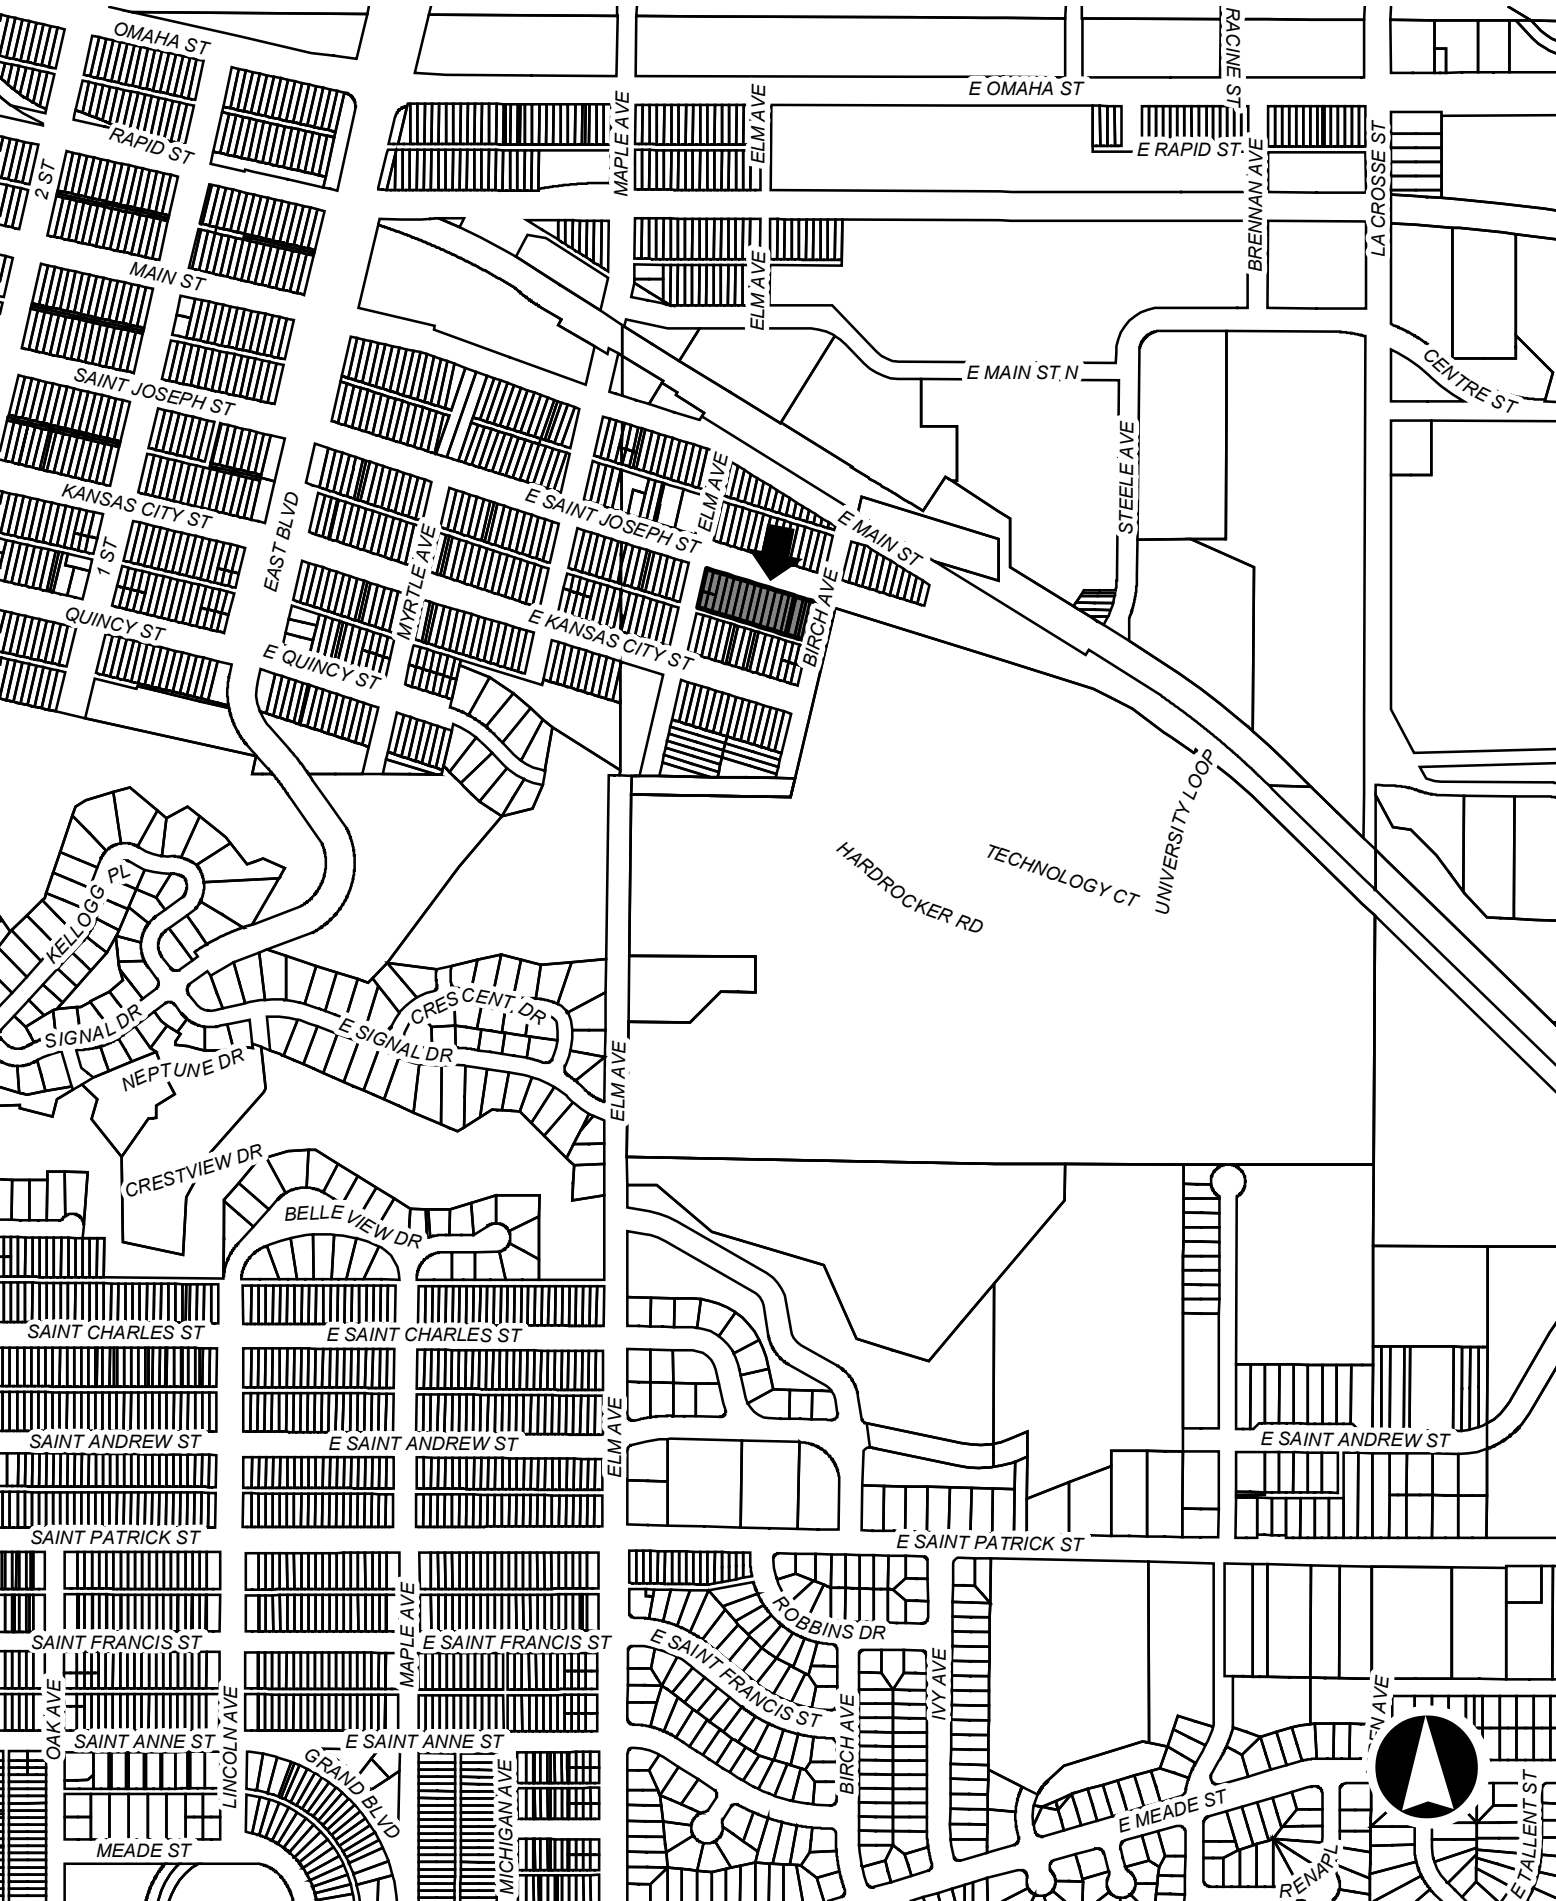 OMAHA ST
RACINE ST
E OMAHA ST
MAPLE AVE
ELM AVE
RAPID ST
E RAPID ST
2 ST
LA CROSSE ST
BRENNAN AVE
MAIN ST
ELM AVE
SAINT JOSEPH ST
E MAIN ST N
CENTRE ST
STEELE AVE
KANSAS CITY ST
E SAINT JOSEPH ST
ELM AVE
E MAIN ST
EAST BLVD
1 ST
MYRTLE AVE
BIRCH AVE
QUINCY ST
E KANSAS CITY ST
E QUINCY ST
UNIVERSITY LOOP
HARDROCKER RD
TECHNOLOGY CT
KELLOGG PL
CRESCENT DR
SIGNAL DR
E SIGNAL DR
NEPTUNE DR
ELM AVE
CRESTVIEW DR
BELLEVIEW DR
SAINT CHARLES ST
E SAINT CHARLES ST
SAINT ANDREW ST
E SAINT ANDREW ST
ELM AVE
E SAINT ANDREW ST
SAINT PATRICK ST
E SAINT PATRICK ST
MAPLE AVE
ROBBINS DR
SAINT FRANCIS ST
E SAINT FRANCIS ST
E SAINT FRANCIS ST
IVY AVE
OAK AVE
LINCOLN AVE
BIRCH AVE
SAINT ANNE ST
E SAINT ANNE ST
GRAND BLVD
MICHIGAN AVE
E MEADE ST
E TALLENT ST
MEADE ST
RENA PL